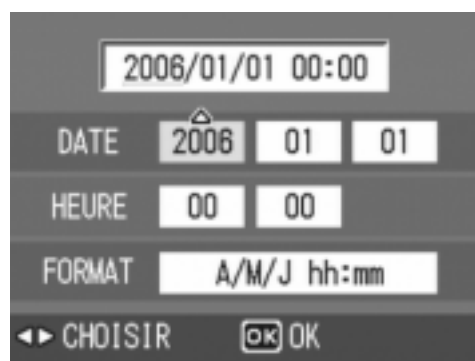 2006/01/01 00:00
DATE 2006 01 01
HEURE 00 00
FORMAT A/M/J hh:mm
CHOISIR OK OK